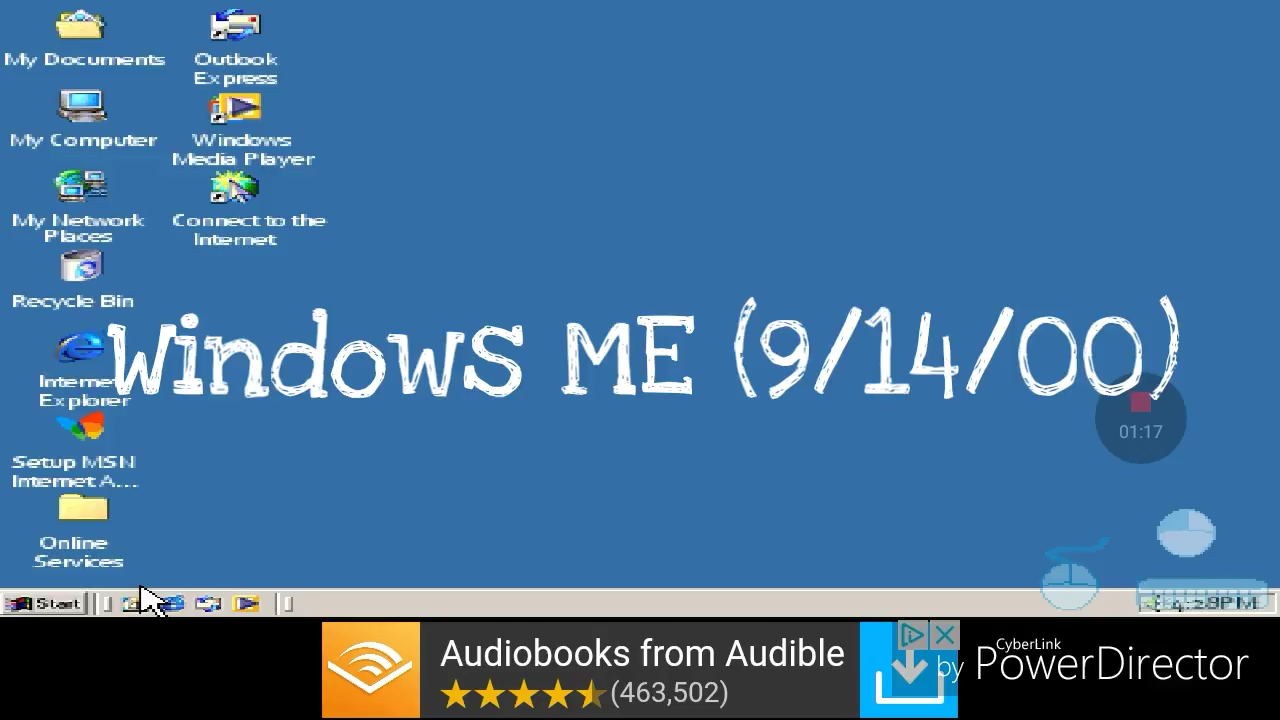 My Documents
Outlook
Express
My Computer
Windows
Media Player
My Network
Places
Connect to the
Internet
Recycle Bin
Windows ME (9/14/00)
Internet
Explorer
01:17
Setup MSN
Internet A...
Online
Services
Start
4:28PM
Audiobooks from Audible
(463,502)
CyberLink
by PowerDirector